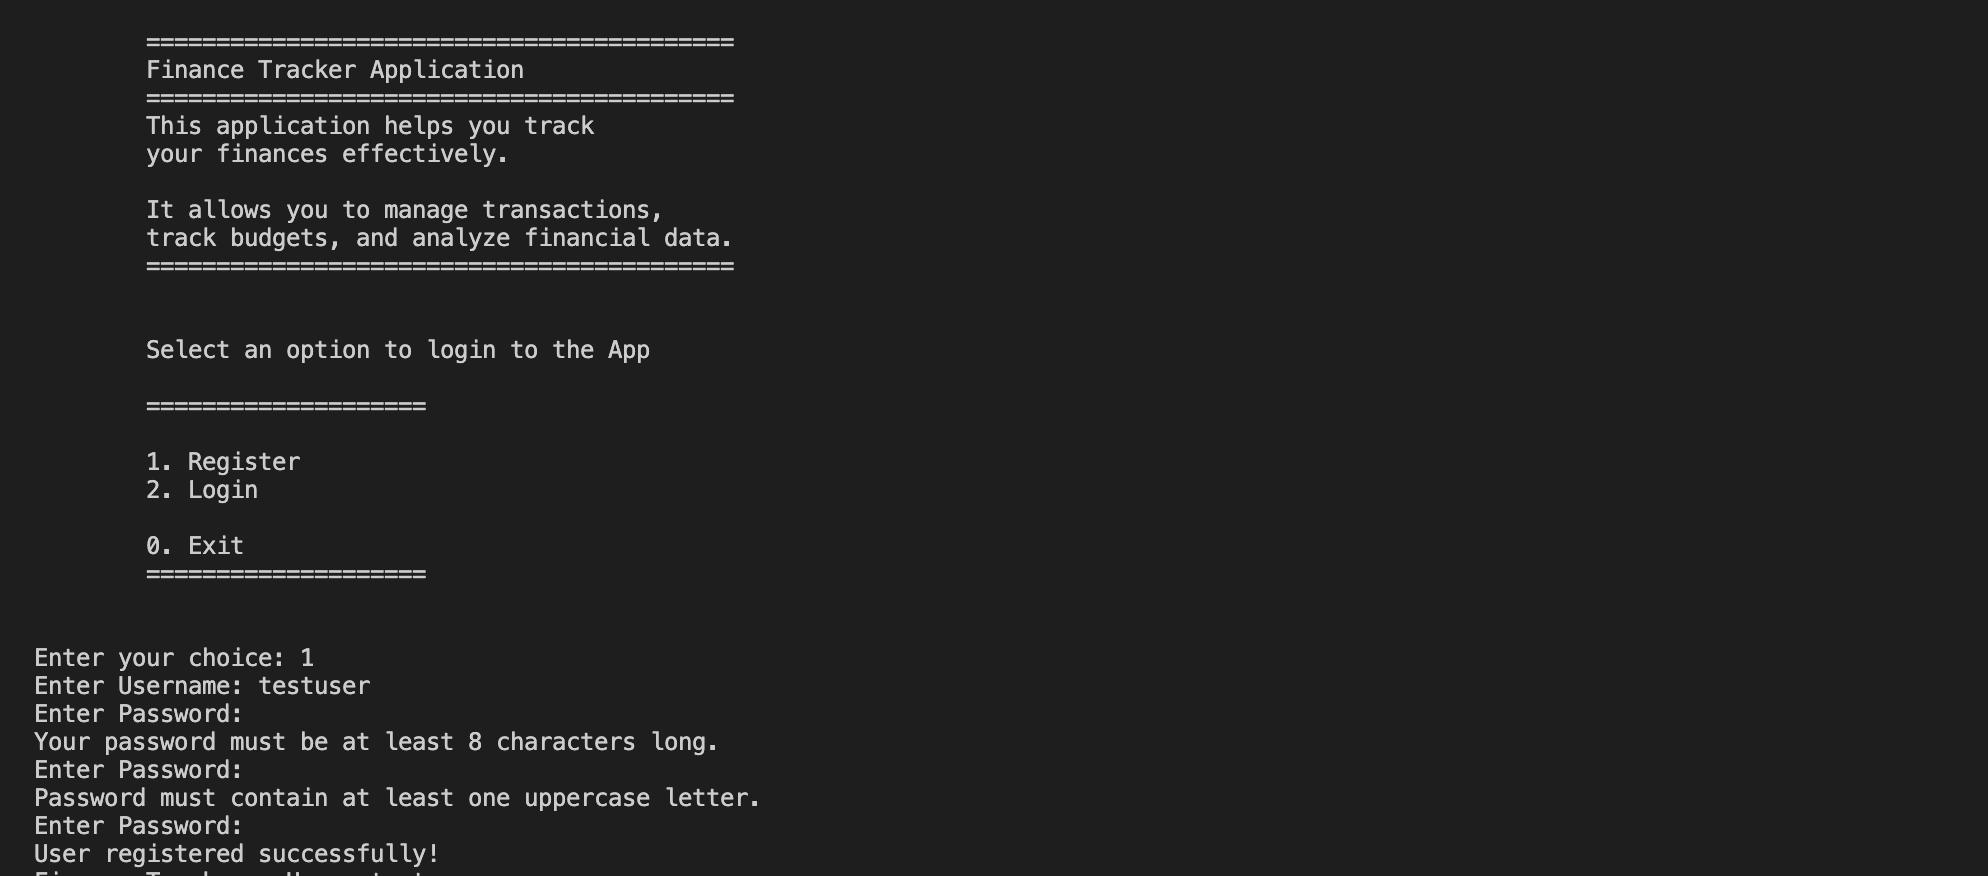 ==========================================
Finance Tracker Application
==========================================
This application helps you track
your finances effectively.
It allows you to manage transactions,
track budgets, and analyze financial data.
==========================================
Select an option to login to the App
====================
1. Register
2. Login
0. Exit
====================
Enter your choice: 1
Enter Username: testuser
Enter Password:
Your password must be at least 8 characters long.
Enter Password:
Password must contain at least one uppercase letter.
Enter Password:
User registered successfully!